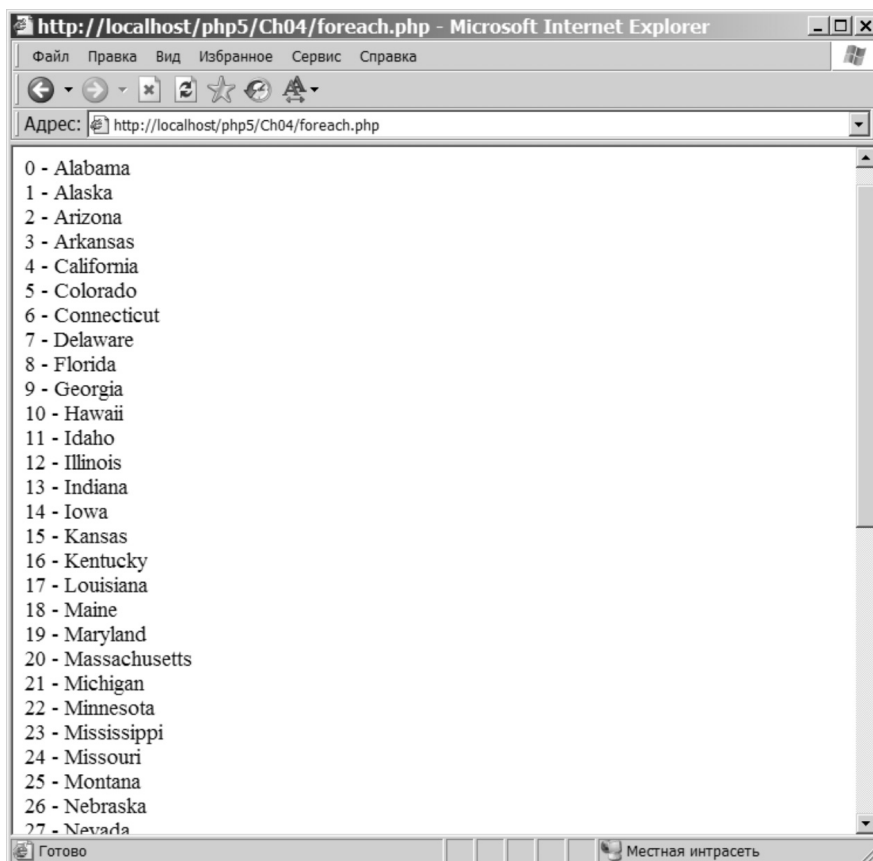 http://localhost/php5/Ch04/foreach.php - Microsoft Internet Explorer
Файл Правка Вид Избранное Сервис Справка
Адрес: http://localhost/php5/Ch04/foreach.php
0 - Alabama
1 - Alaska
2 - Arizona
3 - Arkansas
4 - California
5 - Colorado
6 - Connecticut
7 - Delaware
8 - Florida
9 - Georgia
10 - Hawaii
11 - Idaho
12 - Illinois
13 - Indiana
14 - Iowa
15 - Kansas
16 - Kentucky
17 - Louisiana
18 - Maine
19 - Maryland
20 - Massachusetts
21 - Michigan
22 - Minnesota
23 - Mississippi
24 - Missouri
25 - Montana
26 - Nebraska
27 - Nevada
Готово Местная интрасеть